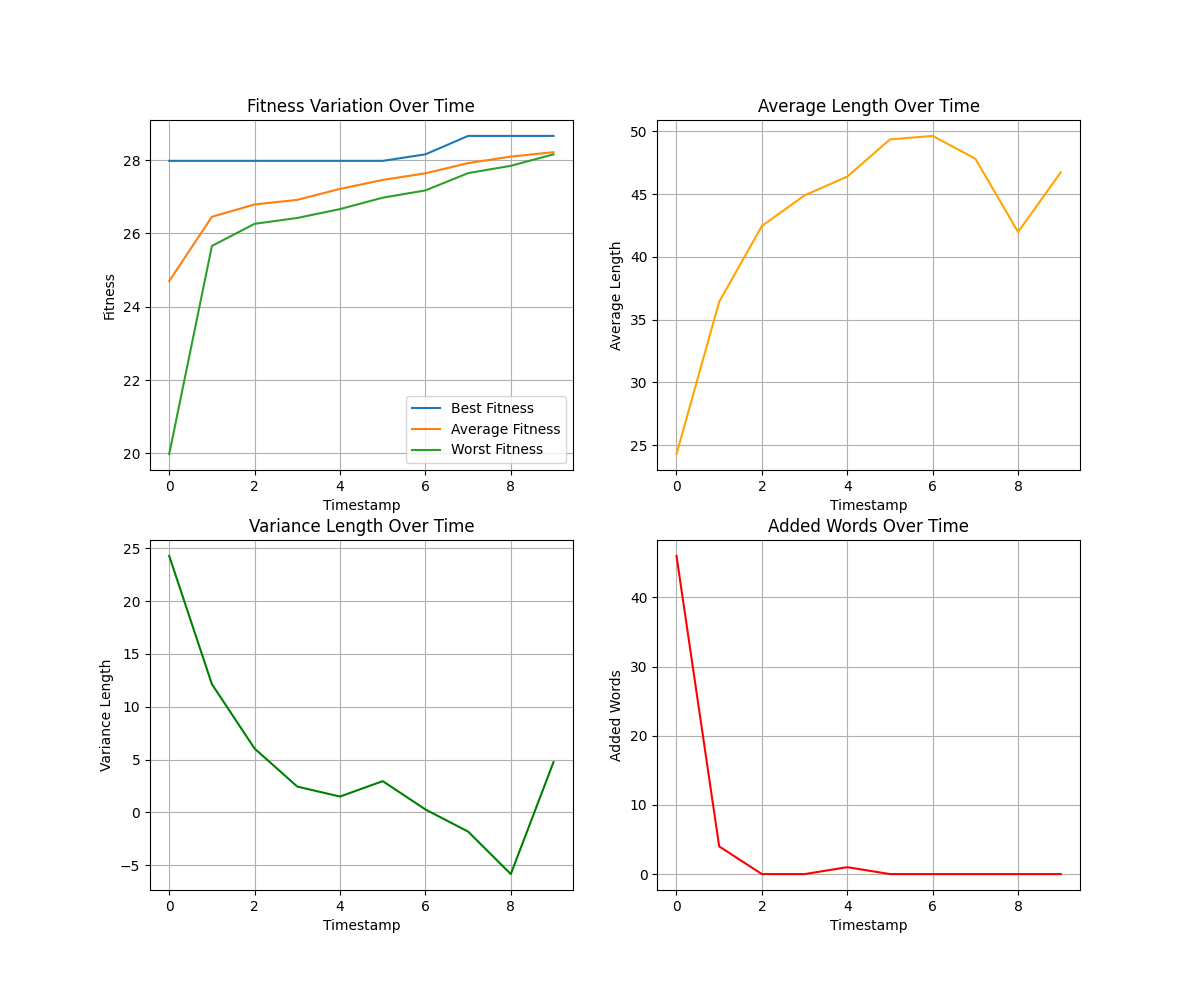 Fitness Variation Over Time
28
26
24
22
20
Fitness
0
2
4
6
8
Timestamp
Best Fitness
Average Fitness
Worst Fitness
Average Length Over Time
50
45
40
35
30
25
Average Length
0
2
4
6
8
Timestamp
Variance Length Over Time
25
20
15
10
5
0
−5
Variance Length
0
2
4
6
8
Timestamp
Added Words Over Time
40
30
20
10
0
Added Words
0
2
4
6
8
Timestamp